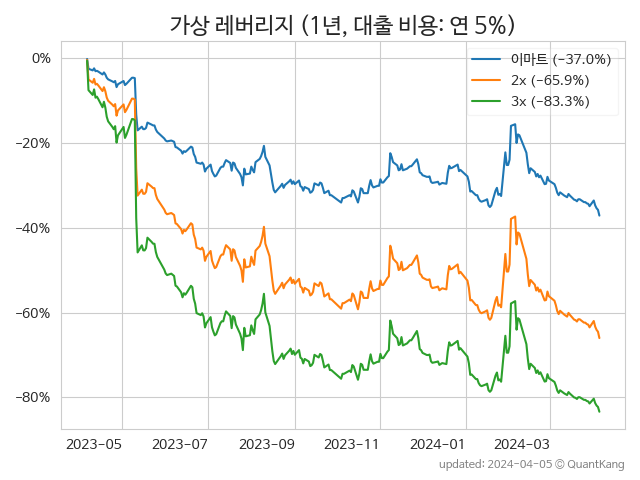 가상 레버리지 (1년, 대출 비용: 연 5%)
이마트 (−37.0%)
2x (−65.9%)
3x (−83.3%)
0%
−20%
−40%
−60%
−80%
2023-05 2023-07 2023-09 2023-11 2024-01 2024-03
updated: 2024-04-05 © QuantKang